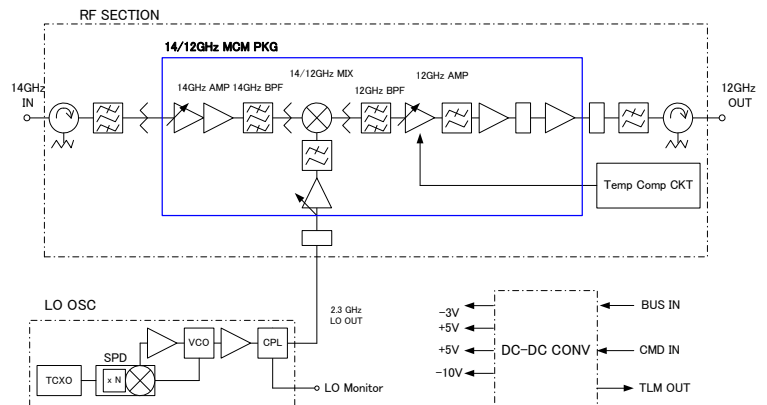 RF SECTION
14/12GHz MCM PKG
14GHz
IN
14GHz AMP
14GHz BPF
14/12GHz MIX
12GHz BPF
12GHz AMP
12GHz
OUT
Temp Comp CKT
LO OSC
2.3 GHz
LO OUT
TCXO
SPD
x N
VCO
CPL
LO Monitor
-3V
+5V
+5V
-10V
DC-DC CONV
BUS IN
CMD IN
TLM OUT